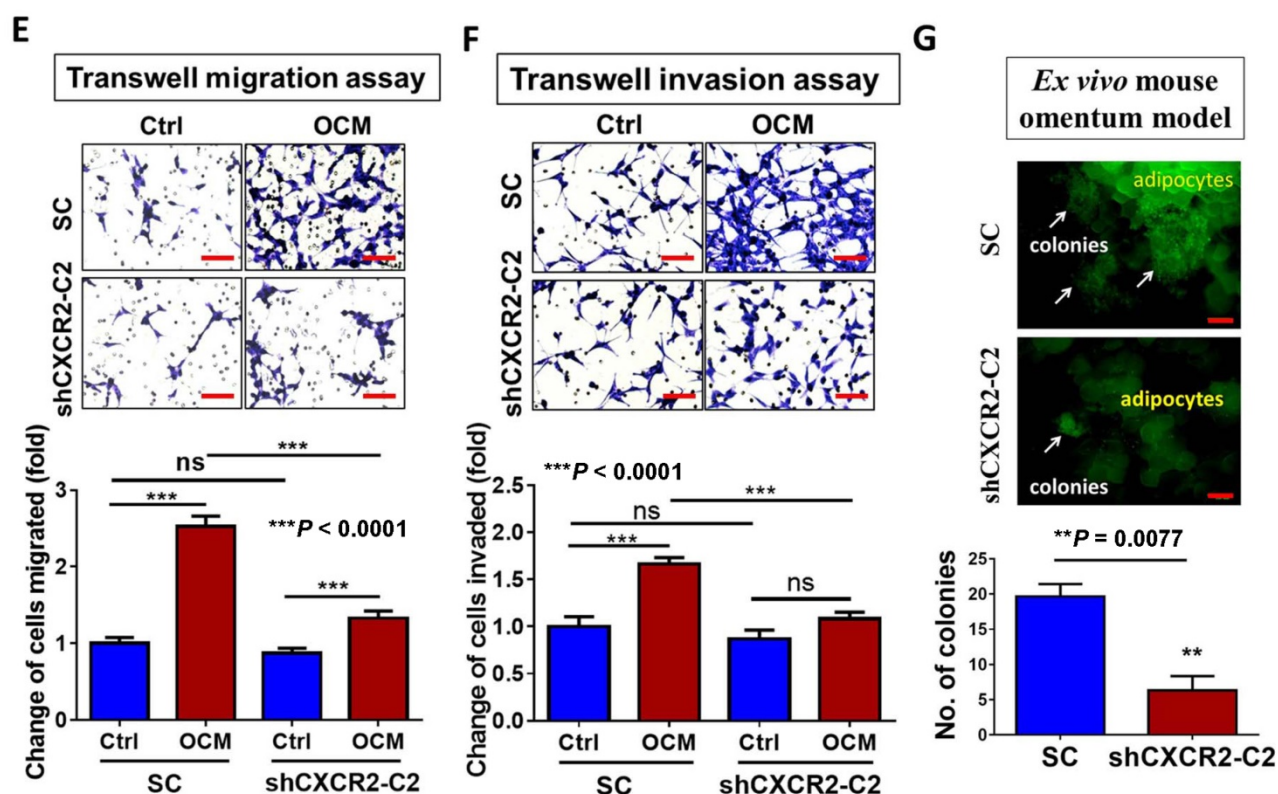 E
Transwell migration assay
Ctrl OCM
SC
shCXCR2-C2
Change of cells migrated (fold)
3
2
1
0
ns
***
***
***
***P < 0.0001
Ctrl OCM Ctrl OCM
SC shCXCR2-C2
F
Transwell invasion assay
Ctrl OCM
SC
shCXCR2-C2
Change of cells invaded (fold)
2.5
2.0
1.5
1.0
0.5
0.0
***P < 0.0001
***
ns
***
ns
Ctrl OCM Ctrl OCM
SC shCXCR2-C2
G
Ex vivo mouse
omentum model
SC
adipocytes
colonies
shCXCR2-C2
adipocytes
colonies
No. of colonies
25
20
15
10
5
0
**P = 0.0077
**
SC shCXCR2-C2